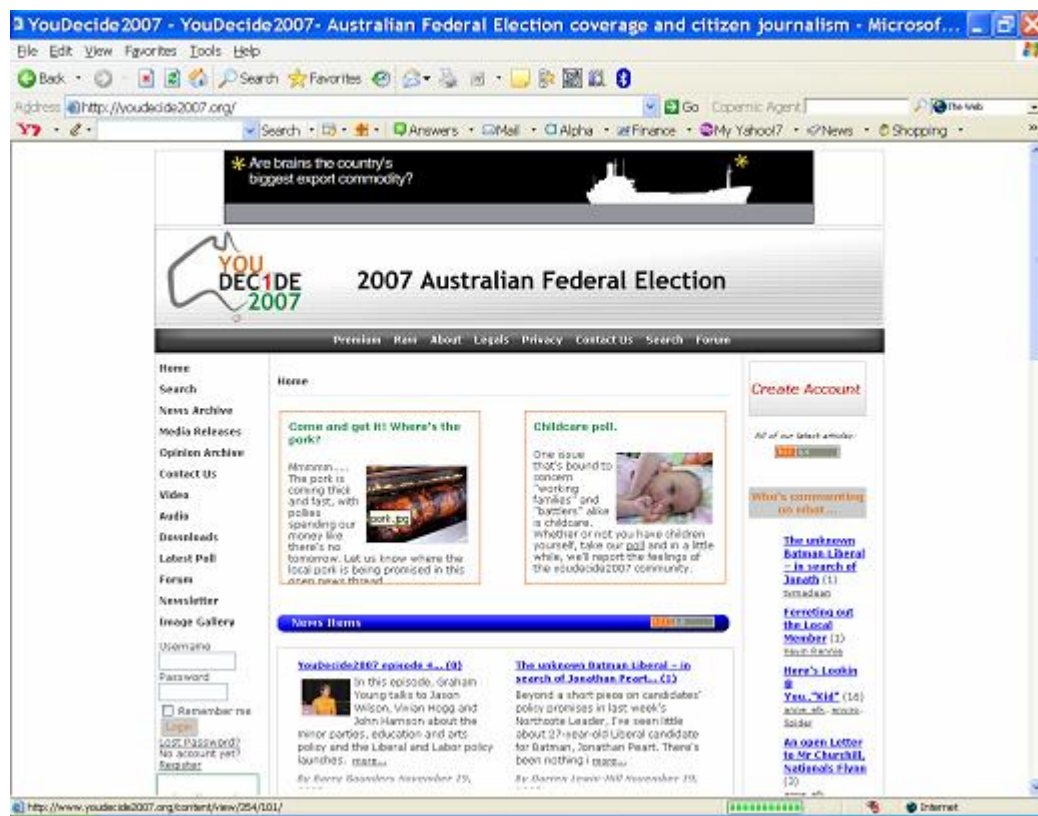 YouDecide2007 - YouDecide2007- Australian Federal Election coverage and citizen journalism - Microsof...
File Edit View Favorites Tools Help
Back Search Favorites
Address http://youdecide2007.org/ Go Copernic Agent The Web
Y7 Search Answers Mail Alpha Finance My Yahoo!7 News Shopping
Are brains the country's
biggest export commodity?
YOU
DEC1DE
2007
2007 Australian Federal Election
Premium Raw About Legals Privacy Contact Us Search Forum
Home
Search
News Archive
Media Releases
Opinion Archive
Contact Us
Video
Audio
Downloads
Latest Poll
Forum
Newsletter
Image Gallery
Username
Password
Remember me
Login
Lost Password?
No account yet?
Register
Home
Come and get it! Where's the
pork?
Mmmmm....
The pork is
coming thick
and fast, with
pollies
spending our
money like
there's no
tomorrow. Let us know where the
local pork is being promised in this
open news thread
pork.jpg
Childcare poll.
One issue
that's bound to
concern
"working
families" and
"battlers" alike
is childcare.
Whether or not you have children
yourself, take our poll and in a little
while, we'll report the feelings of
the youdecide2007 community.
News Items
YouDecide2007 episode 4... (0)
In this episode, Graham
Young talks to Jason
Wilson, Vivian Hogg and
John Harrison about the
minor parties, education and arts
policy and the Liberal and Labor policy
launches. more...
By Barry Saunders November 19,
The unknown Batman Liberal – in
search of Jonathan Peart... (1)
Beyond a short piece on candidates'
policy promises in last week's
Northcote Leader, I've seen little
about 27-year-old Liberal candidate
for Batman, Jonathan Peart. There's
been nothing i more...
By Darren Lewin-Hill November 19,
Create Account
All of our latest articles:
Who's commenting
on what....
The unknown
Batman Liberal
– in search of
Jonath (1)
Ferreting out
the Local
Member (1)
Kevin Rennie
Here's Lookin
@
You,"Kid" (16)
Spider
An open Letter
to Mr Churchill,
Nationals Flynn
http://www.youdecide2007.org/content/view/254/101/
Internet